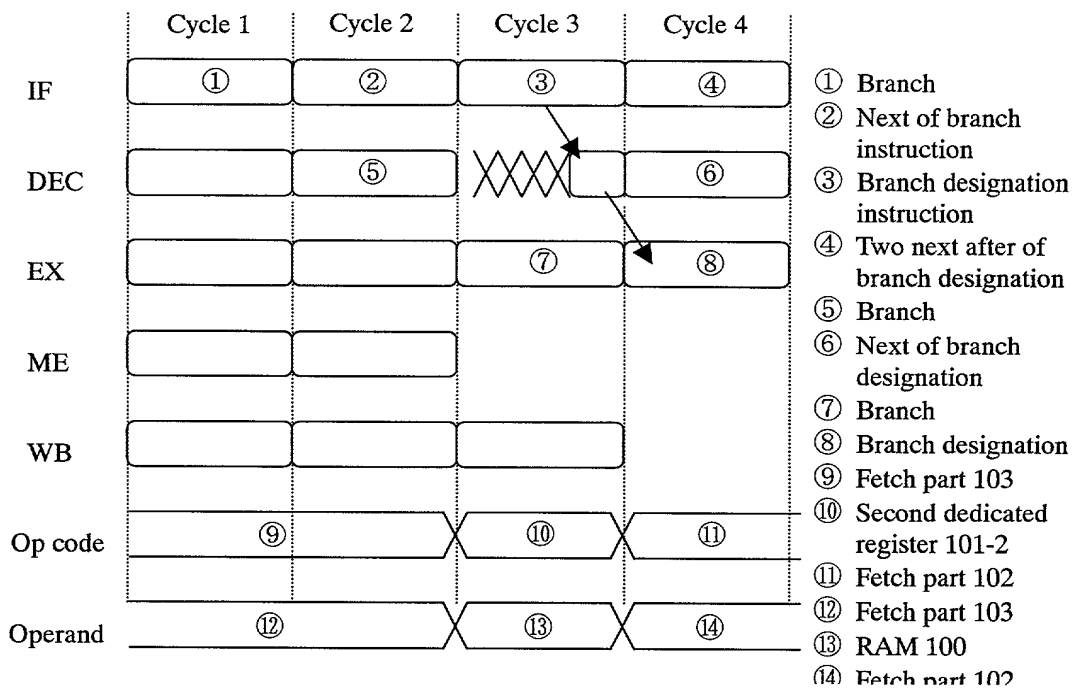 Cycle 1 Cycle 2 Cycle 3 Cycle 4
IF ① ② ③ ④
DEC ⑤ ⑥
EX ⑦ ⑧
ME
WB
Op code ⑨ ⑩ ⑪
Operand ⑫ ⑬ ⑭
① Branch
② Next of branch
instruction
③ Branch designation
instruction
④ Two next after of
branch designation
⑤ Branch
⑥ Next of branch
designation
⑦ Branch
⑧ Branch designation
⑨ Fetch part 103
⑩ Second dedicated
register 101-2
⑪ Fetch part 102
⑫ Fetch part 103
⑬ RAM 100
⑭ Fetch part 102